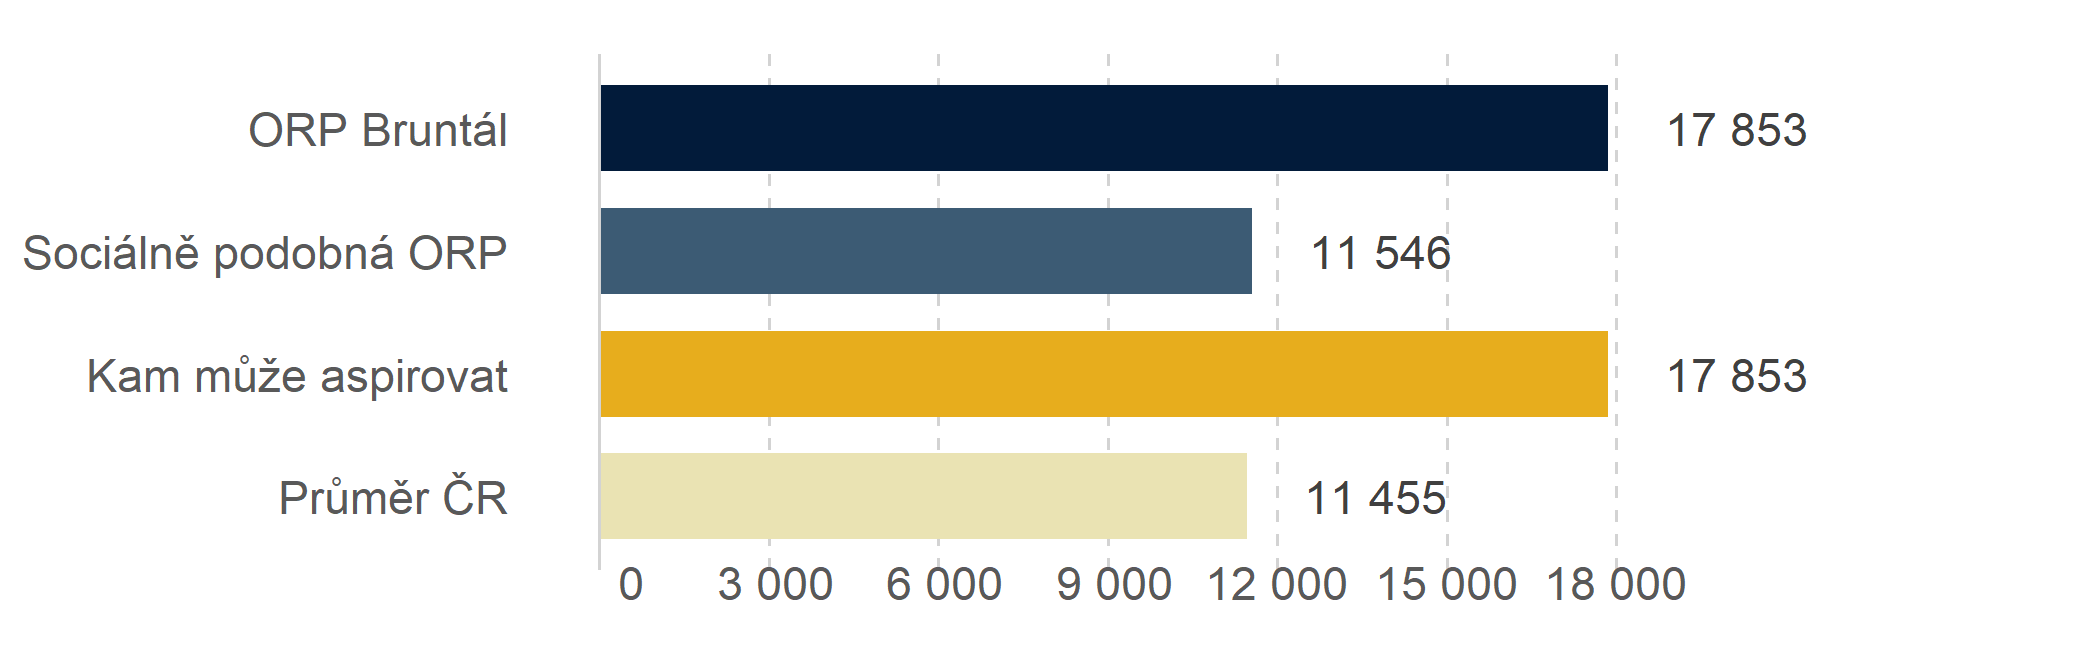 ORP Bruntál 17 853
Sociálně podobná ORP 11 546
Kam může aspirovat 17 853
Průměr ČR 11 455
0 3 000 6 000 9 000 12 000 15 000 18 000